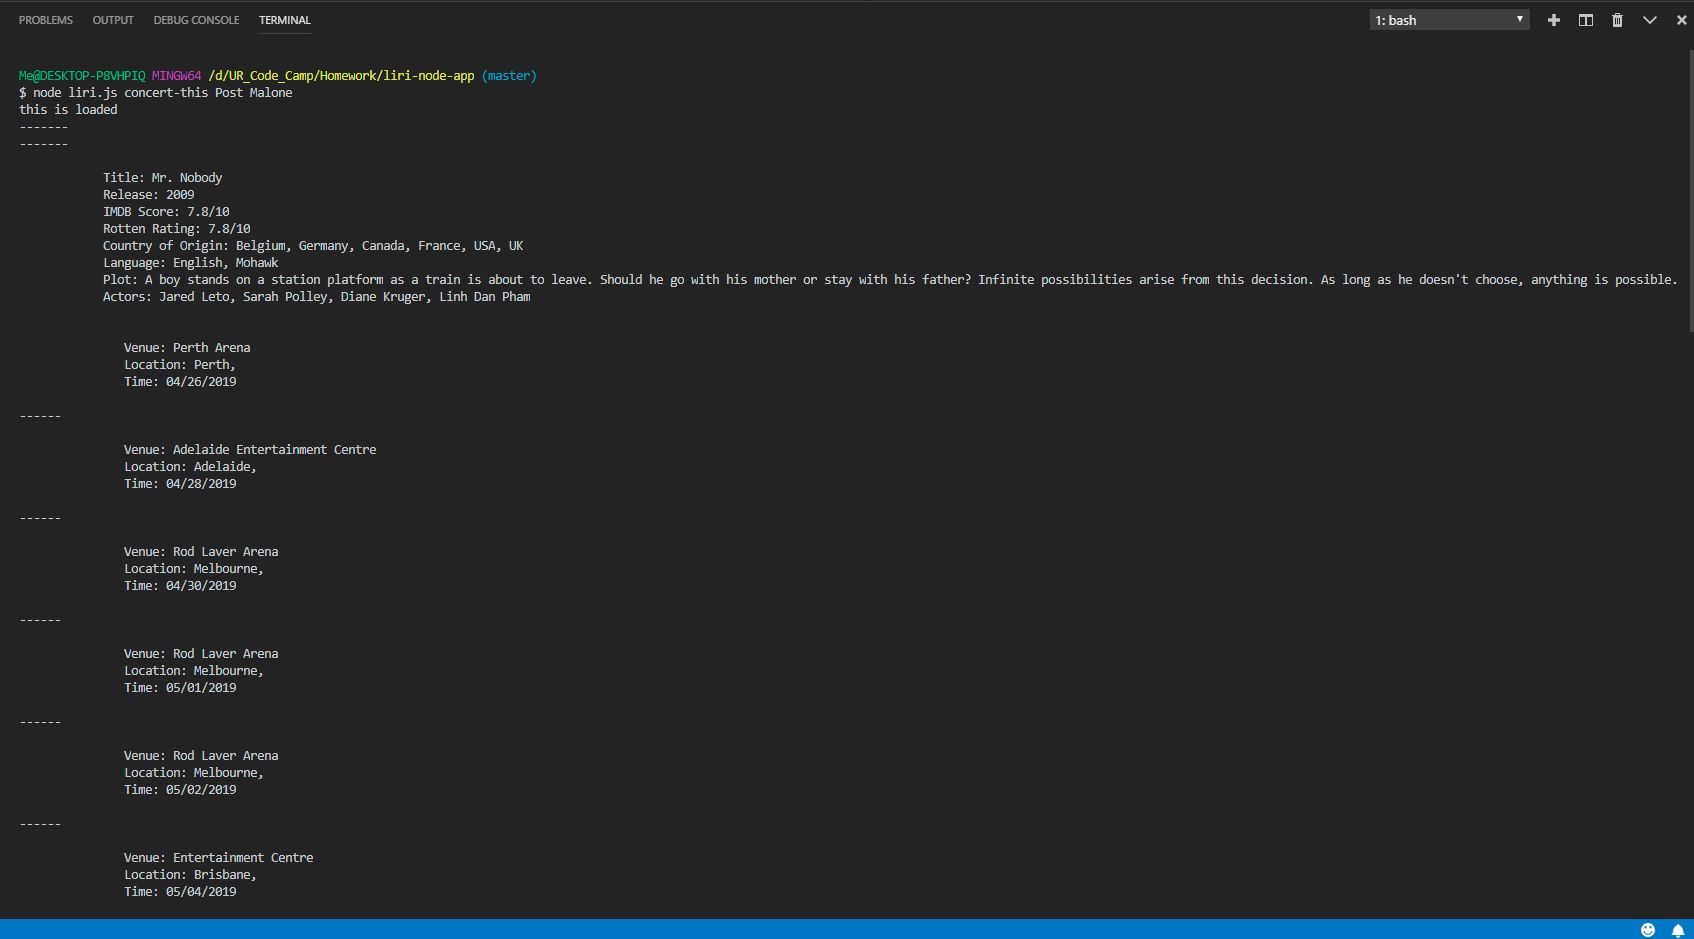 PROBLEMS OUTPUT DEBUG CONSOLE TERMINAL 1: bash
Me@DESKTOP-P8VHPIQ MINGW64 /d/UR_Code_Camp/Homework/liri-node-app (master)
$ node liri.js concert-this Post Malone
this is loaded
-------
-------
Title: Mr. Nobody
Release: 2009
IMDB Score: 7.8/10
Rotten Rating: 7.8/10
Country of Origin: Belgium, Germany, Canada, France, USA, UK
Language: English, Mohawk
Plot: A boy stands on a station platform as a train is about to leave. Should he go with his mother or stay with his father? Infinite possibilities arise from this decision. As long as he doesn't choose, anything is possible.
Actors: Jared Leto, Sarah Polley, Diane Kruger, Linh Dan Pham
Venue: Perth Arena
Location: Perth,
Time: 04/26/2019
------
Venue: Adelaide Entertainment Centre
Location: Adelaide,
Time: 04/28/2019
------
Venue: Rod Laver Arena
Location: Melbourne,
Time: 04/30/2019
------
Venue: Rod Laver Arena
Location: Melbourne,
Time: 05/01/2019
------
Venue: Rod Laver Arena
Location: Melbourne,
Time: 05/02/2019
------
Venue: Entertainment Centre
Location: Brisbane,
Time: 05/04/2019